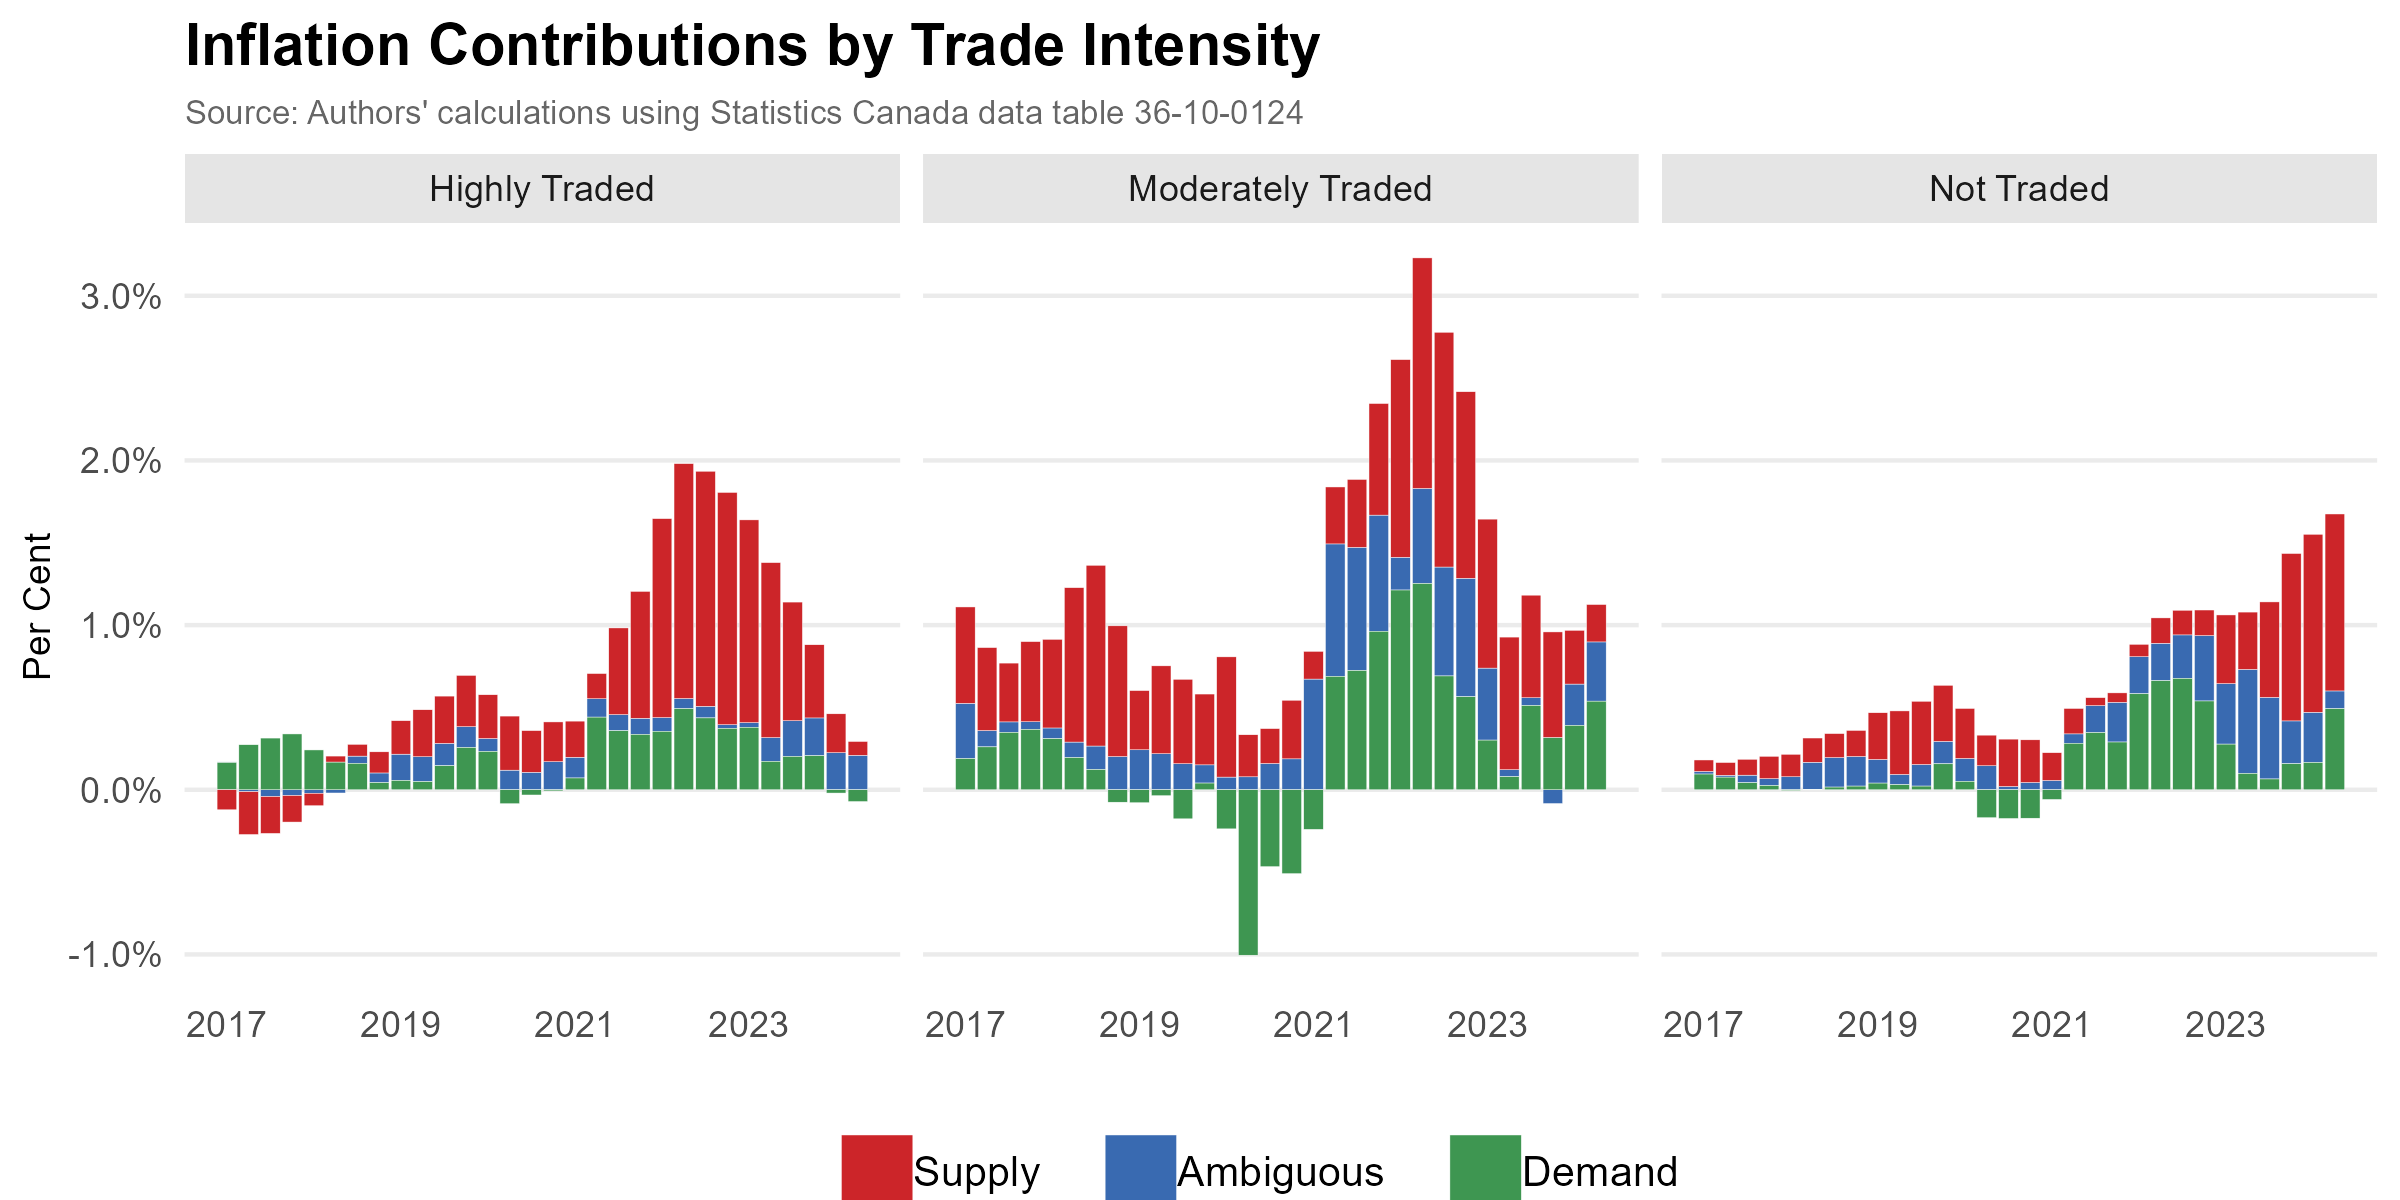 Inflation Contributions by Trade Intensity
Source: Authors' calculations using Statistics Canada data table 36-10-0124
Highly Traded
Moderately Traded
Not Traded
Per Cent
3.0%
2.0%
1.0%
0.0%
-1.0%
2017 2019 2021 2023
2017 2019 2021 2023
2017 2019 2021 2023
Supply
Ambiguous
Demand